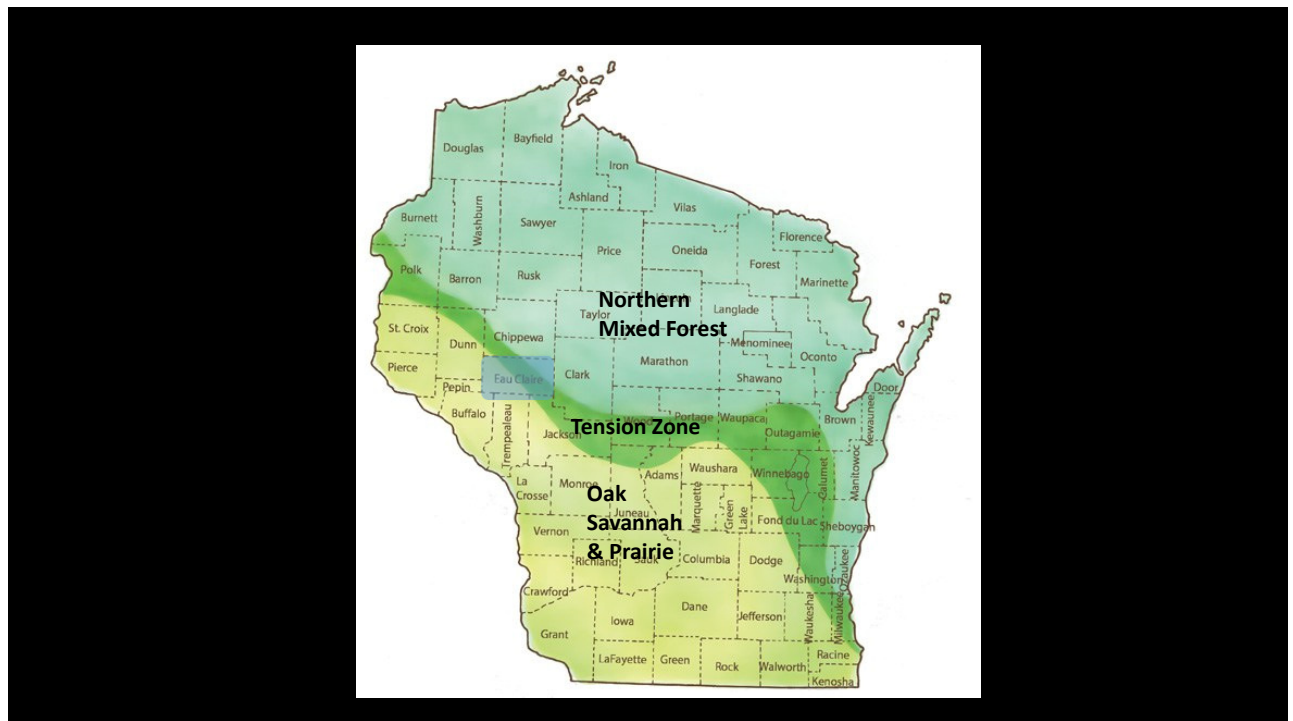 Bayfield
Douglas
Iron
Ashland
Vilas
Burnett
Washburn
Sawyer
Florence
Price
Oneida
Forest
Polk
Barron
Rusk
Marinette
Northern
Mixed Forest
Taylor
Langlade
St. Croix
Chippewa
Dunn
Menominee
Oconto
Pierce
Marathon
Eau Claire
Clark
Shawano
Pepin
Door
Buffalo
Trempealeau
Wood
Portage
Waupaca
Brown
Kewaunee
Tension Zone
Jackson
Outagamie
Waushara
Winnebago
Calumet
Manitowoc
Adams
La
Crosse
Monroe
Oak
Savannah
& Prairie
Juneau
Marquette
Green
Lake
Fond du Lac
Sheboygan
Vernon
Richland
Sauk
Columbia
Dodge
Washington
Ozaukee
Crawford
Iowa
Dane
Jefferson
Waukesha
Milwaukee
Grant
LaFayette
Green
Rock
Walworth
Racine
Kenosha